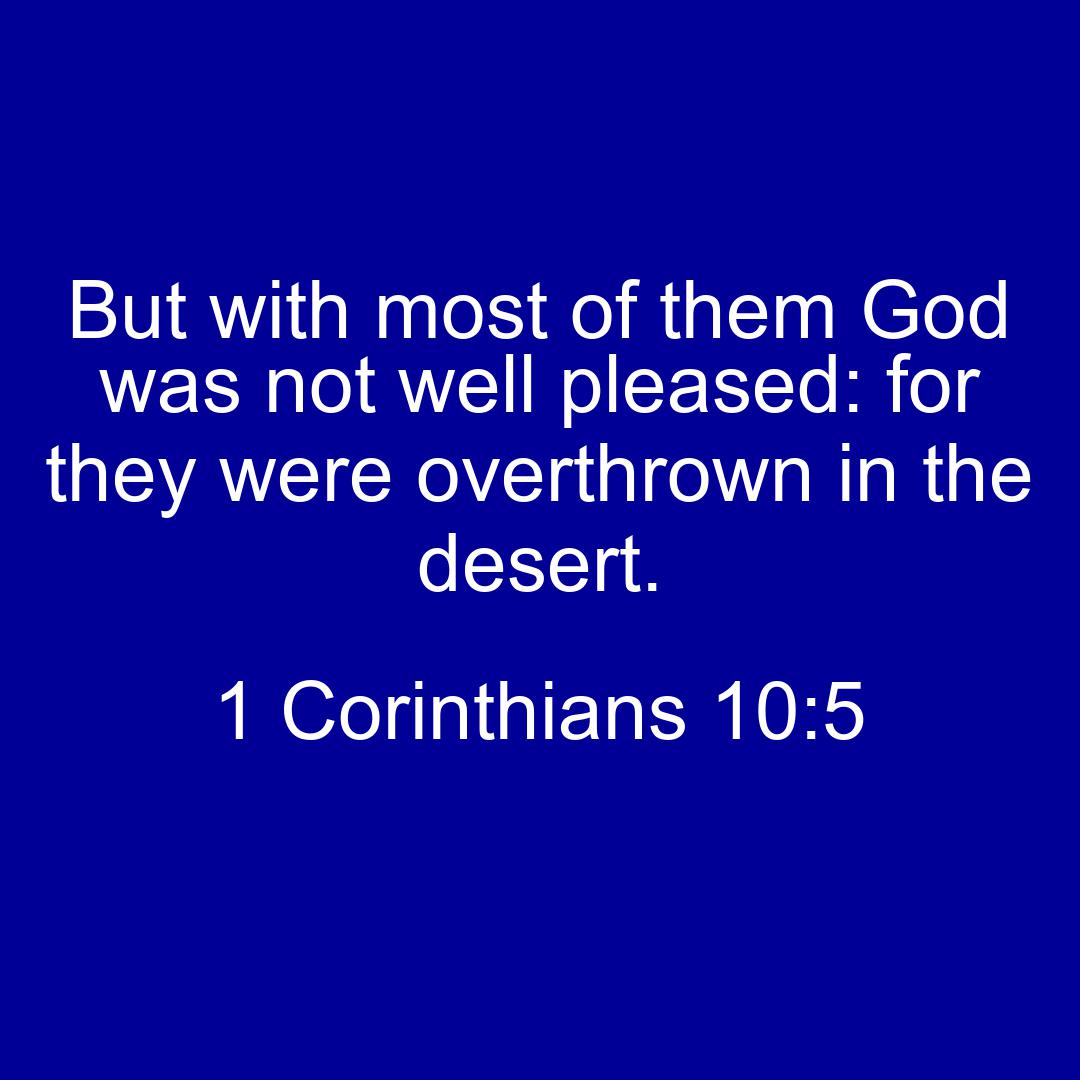 But with most of them God
was not well pleased: for
they were overthrown in the
desert.
1 Corinthians 10:5